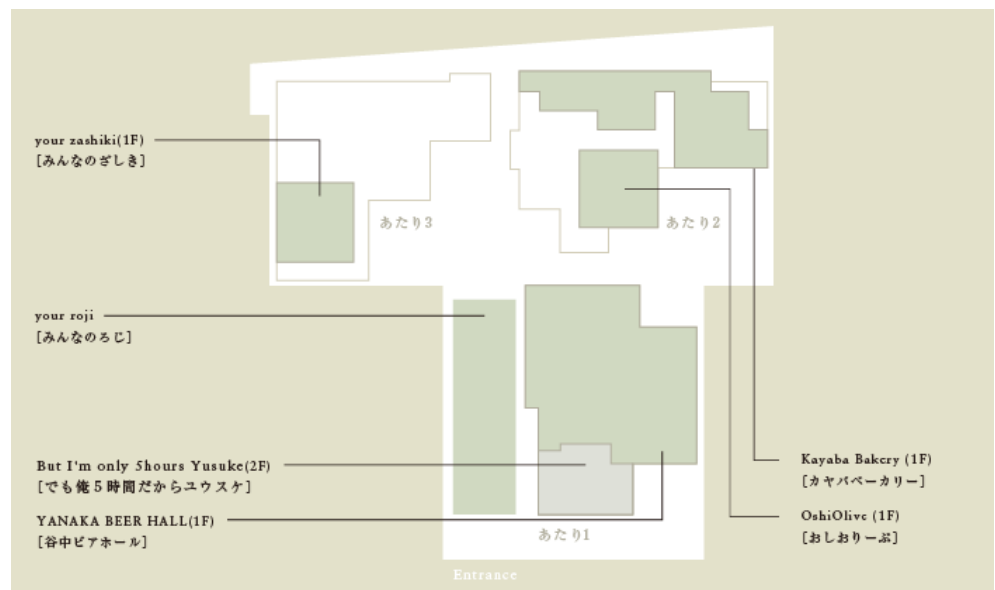 your zashiki(1F)
[みんなのざしき]
あたり3
あたり2
your roji
[みんなのろじ]
But I'm only 5hours Yusuke(2F)
[でも俺５時間だからユウスケ]
YANAKA BEER HALL(1F)
[谷中ビアホール]
あたり1
Kayaba Bakery (1F)
[カヤバベーカリー]
OshiOlive (1F)
[おしおりーぶ]
Entrance